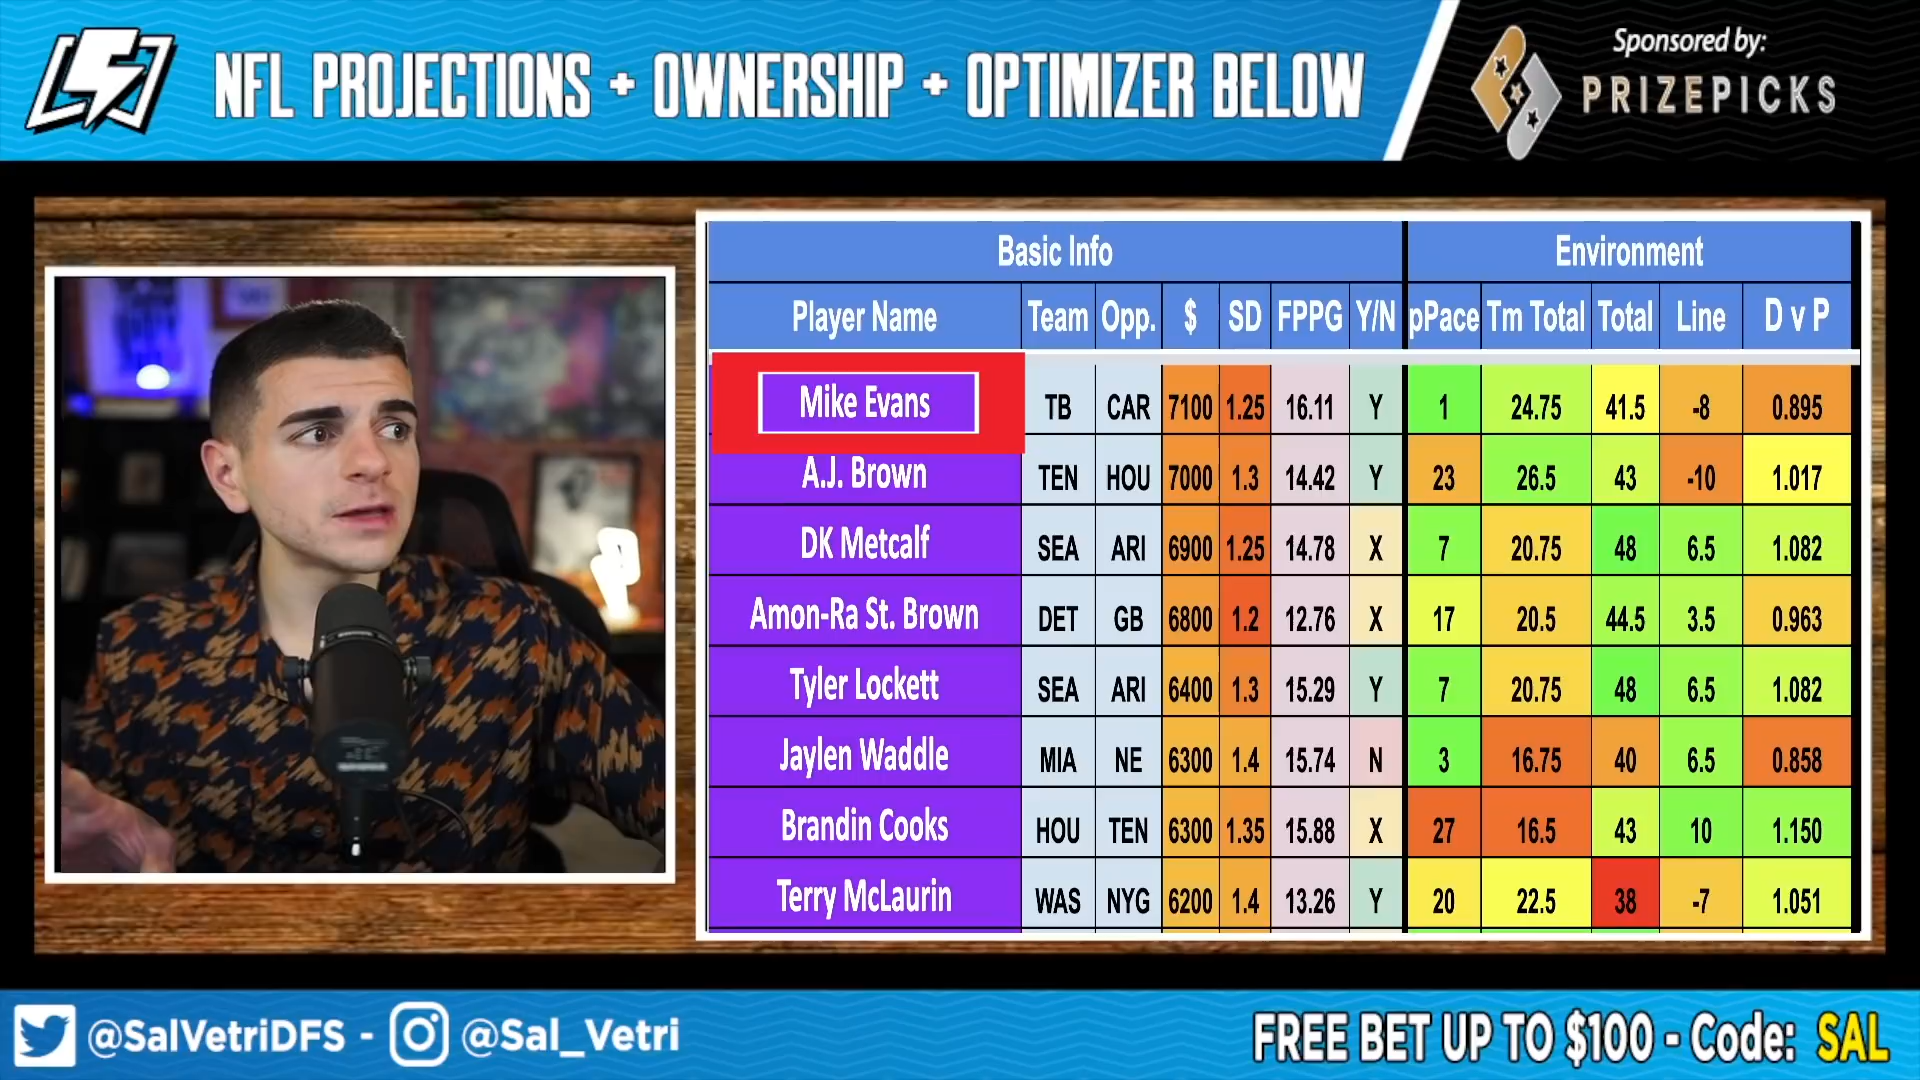 NFL PROJECTIONS + OWNERSHIP + OPTIMIZER BELOW
Sponsored by:
PRIZEPICKS
Basic Info Environment
Player Name Team Opp. $ SD FPPG Y/N pPace Tm Total Total Line D v P
Mike Evans TB CAR 7100 1.25 16.11 Y 1 24.75 41.5 -8 0.895
A.J. Brown TEN HOU 7000 1.3 14.42 Y 23 26.5 43 -10 1.017
DK Metcalf SEA ARI 6900 1.25 14.78 X 7 20.75 48 6.5 1.082
Amon-Ra St. Brown DET GB 6800 1.2 12.76 X 17 20.5 44.5 3.5 0.963
Tyler Lockett SEA ARI 6400 1.3 15.29 Y 7 20.75 48 6.5 1.082
Jaylen Waddle MIA NE 6300 1.4 15.74 N 3 16.75 40 6.5 0.858
Brandin Cooks HOU TEN 6300 1.35 15.88 X 27 16.5 43 10 1.150
Terry McLaurin WAS NYG 6200 1.4 13.26 Y 20 22.5 38 -7 1.051
@SalVetriDFS - @Sal_Vetri
FREE BET UP TO $100 - Code: SAL